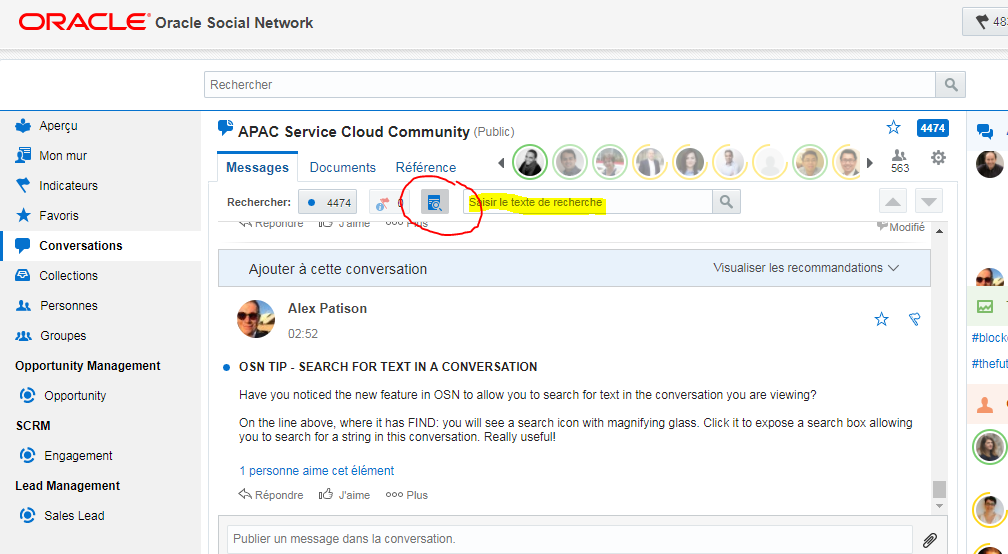 ORACLE® Oracle Social Network
Rechercher
Aperçu
Mon mur
Indicateurs
Favoris
Conversations
Collections
Personnes
Groupes
Opportunity Management
Opportunity
SCRM
Engagement
Lead Management
Sales Lead
APAC Service Cloud Community (Public)
4474
Messages Documents Référence
563
Rechercher: 4474 0 Saisir le texte de recherche
Répondre J'aime Plus
Modifié
Ajouter à cette conversation Visualiser les recommandations
Alex Patison
02:52
OSN TIP - SEARCH FOR TEXT IN A CONVERSATION
Have you noticed the new feature in OSN to allow you to search for text in the conversation you are viewing?
On the line above, where it has FIND: you will see a search icon with magnifying glass. Click it to expose a search box allowing
you to search for a string in this conversation. Really useful!
1 personne aime cet élément
Répondre J'aime Plus
Publier un message dans la conversation.